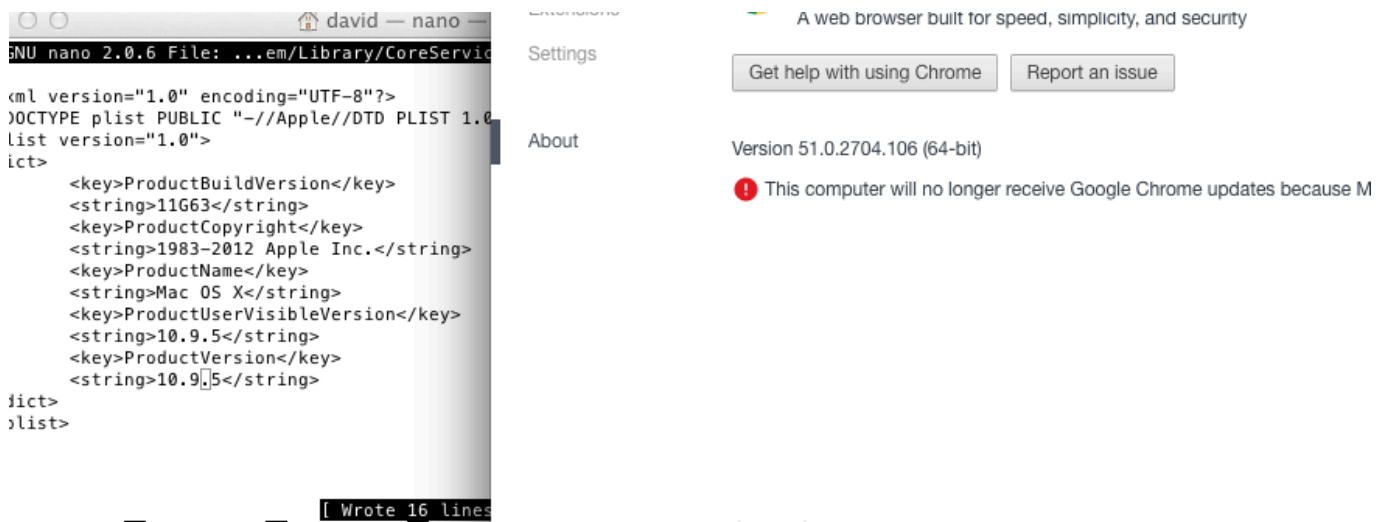 david — nano —
GNU nano 2.0.6 File: ...em/Library/CoreServic
xml version="1.0" encoding="UTF-8"?>
DOCTYPE plist PUBLIC "-//Apple//DTD PLIST 1.0
list version="1.0">
ict>
<key>ProductBuildVersion</key>
<string>11G63</string>
<key>ProductCopyright</key>
<string>1983-2012 Apple Inc.</string>
<key>ProductName</key>
<string>Mac OS X</string>
<key>ProductUserVisibleVersion</key>
<string>10.9.5</string>
<key>ProductVersion</key>
<string>10.9.5</string>
dict>
plist>
[ Wrote 16 lines
Extensions
Settings
About
A web browser built for speed, simplicity, and security
Get help with using Chrome
Report an issue
Version 51.0.2704.106 (64-bit)
This computer will no longer receive Google Chrome updates because M